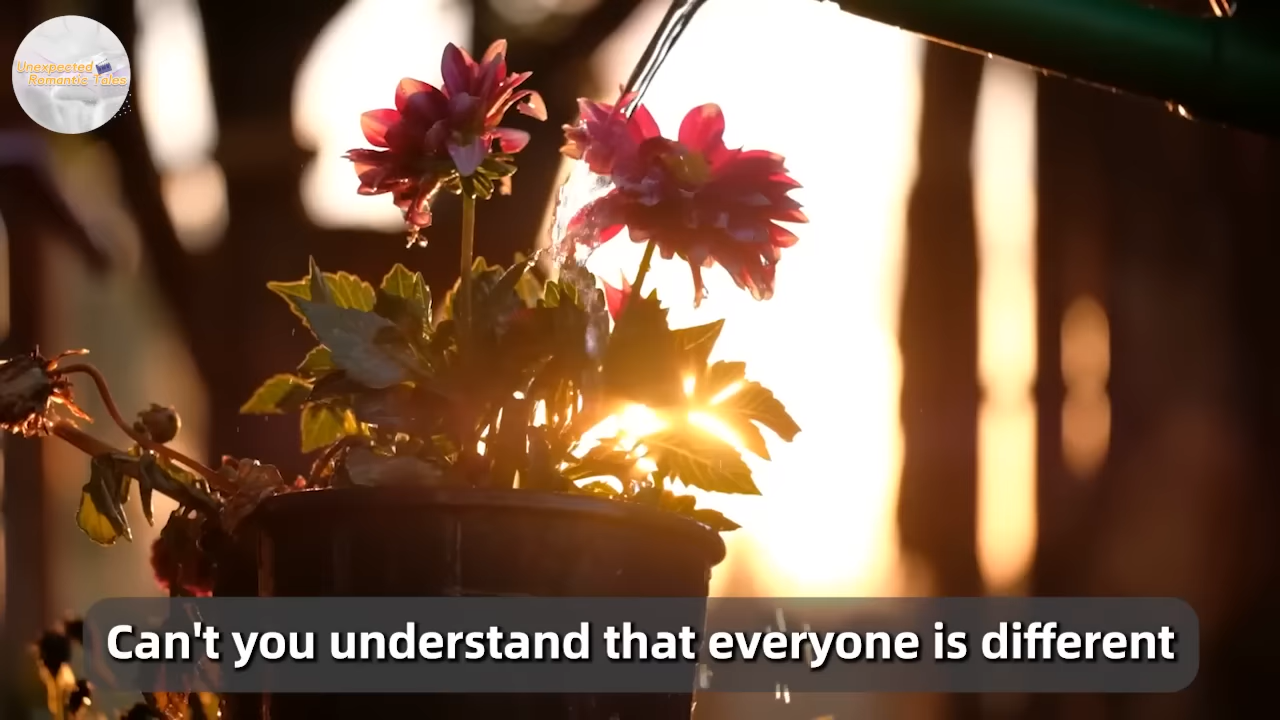 Unexpected
Romantic Tales
Can't you understand that everyone is different